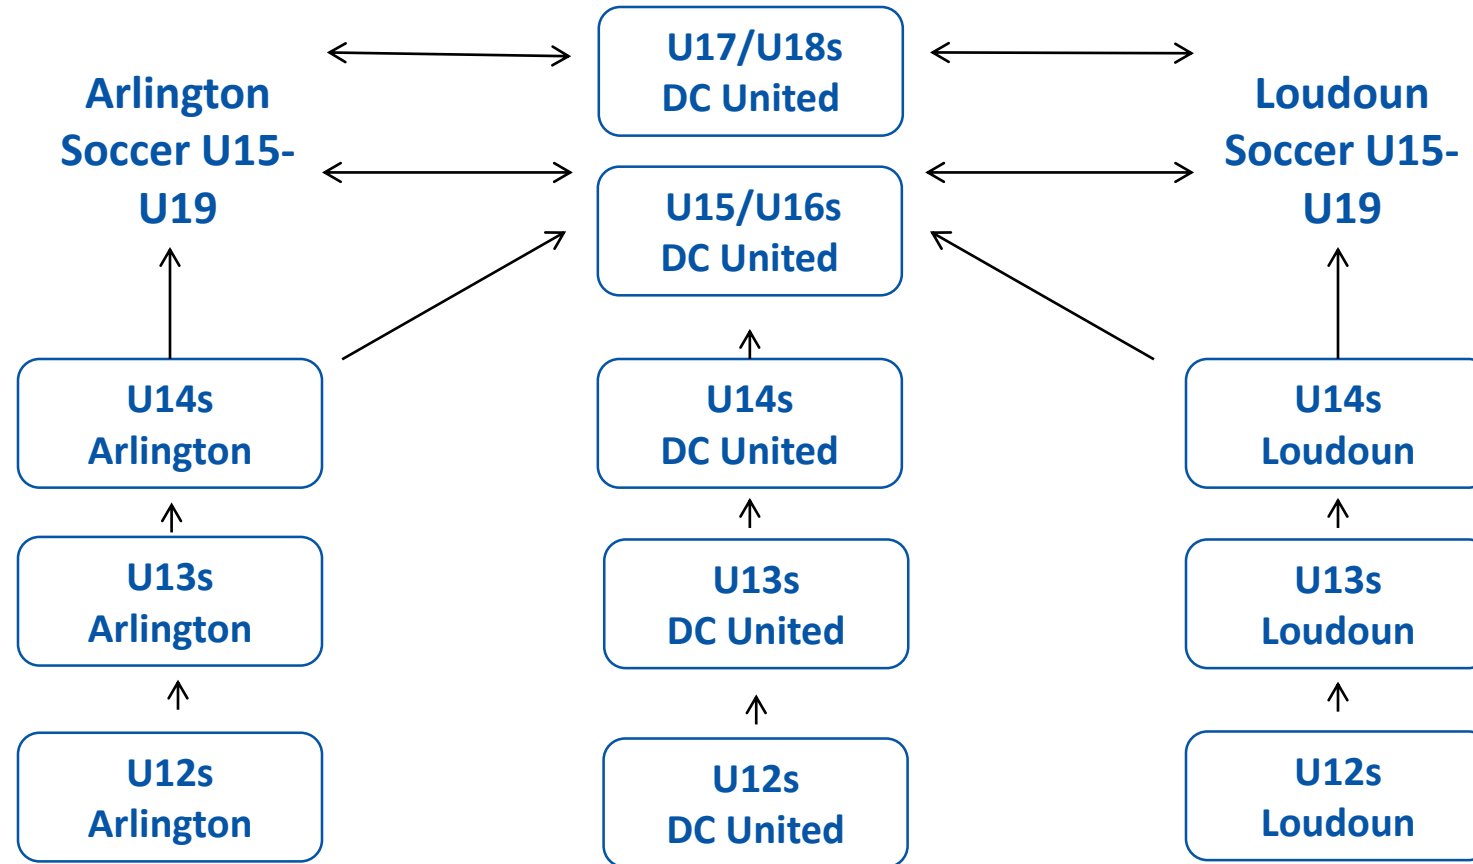 U17/U18s
DC United
Arlington
Soccer U15-
U19
Loudoun
Soccer U15-
U19
U15/U16s
DC United
U14s
Arlington
U14s
DC United
U14s
Loudoun
U13s
Arlington
U13s
DC United
U13s
Loudoun
U12s
Arlington
U12s
DC United
U12s
Loudoun